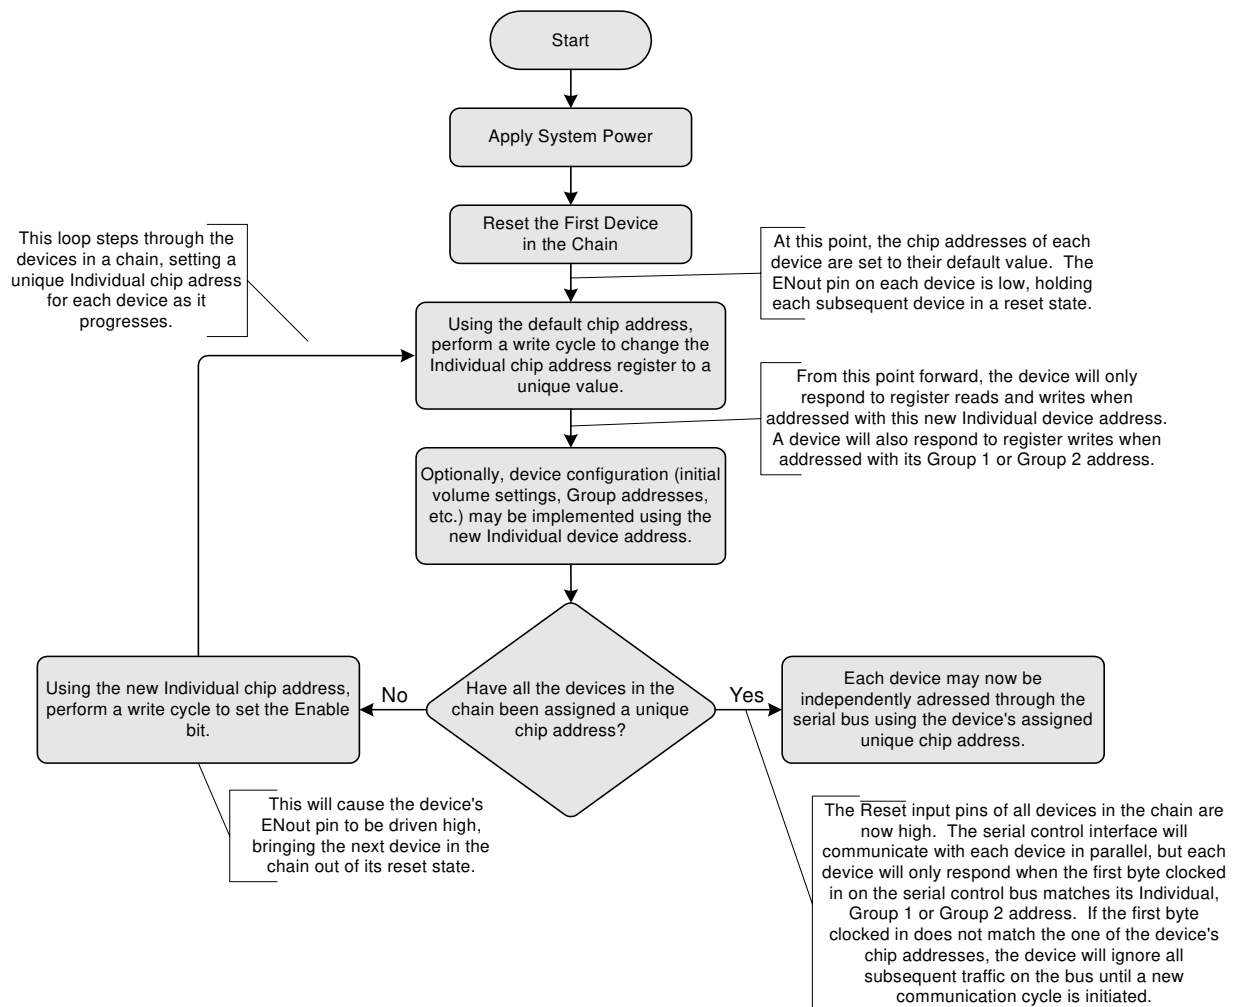 Start
Apply System Power
Reset the First Device
in the Chain
This loop steps through the
devices in a chain, setting a
unique Individual chip adress
for each device as it
progresses.
At this point, the chip addresses of each
device are set to their default value.  The
ENout pin on each device is low, holding
each subsequent device in a reset state.
Using the default chip address,
perform a write cycle to change the
Individual chip address register to a
unique value.
From this point forward, the device will only
respond to register reads and writes when
addressed with this new Individual device address.
A device will also respond to register writes when
addressed with its Group 1 or Group 2 address.
Optionally, device configuration (initial
volume settings, Group addresses,
etc.) may be implemented using the
new Individual device address.
Using the new Individual chip address,
perform a write cycle to set the Enable
bit.
No
Have all the devices in the
chain been assigned a unique
chip address?
Yes
Each device may now be
independently adressed through the
serial bus using the device's assigned
unique chip address.
This will cause the device's
ENout pin to be driven high,
bringing the next device in the
chain out of its reset state.
The Reset input pins of all devices in the chain are
now high.  The serial control interface will
communicate with each device in parallel, but each
device will only respond when the first byte clocked
in on the serial control bus matches its Individual,
Group 1 or Group 2 address.  If the first byte
clocked in does not match the one of the device's
chip addresses, the device will ignore all
subsequent traffic on the bus until a new
communication cycle is initiated.